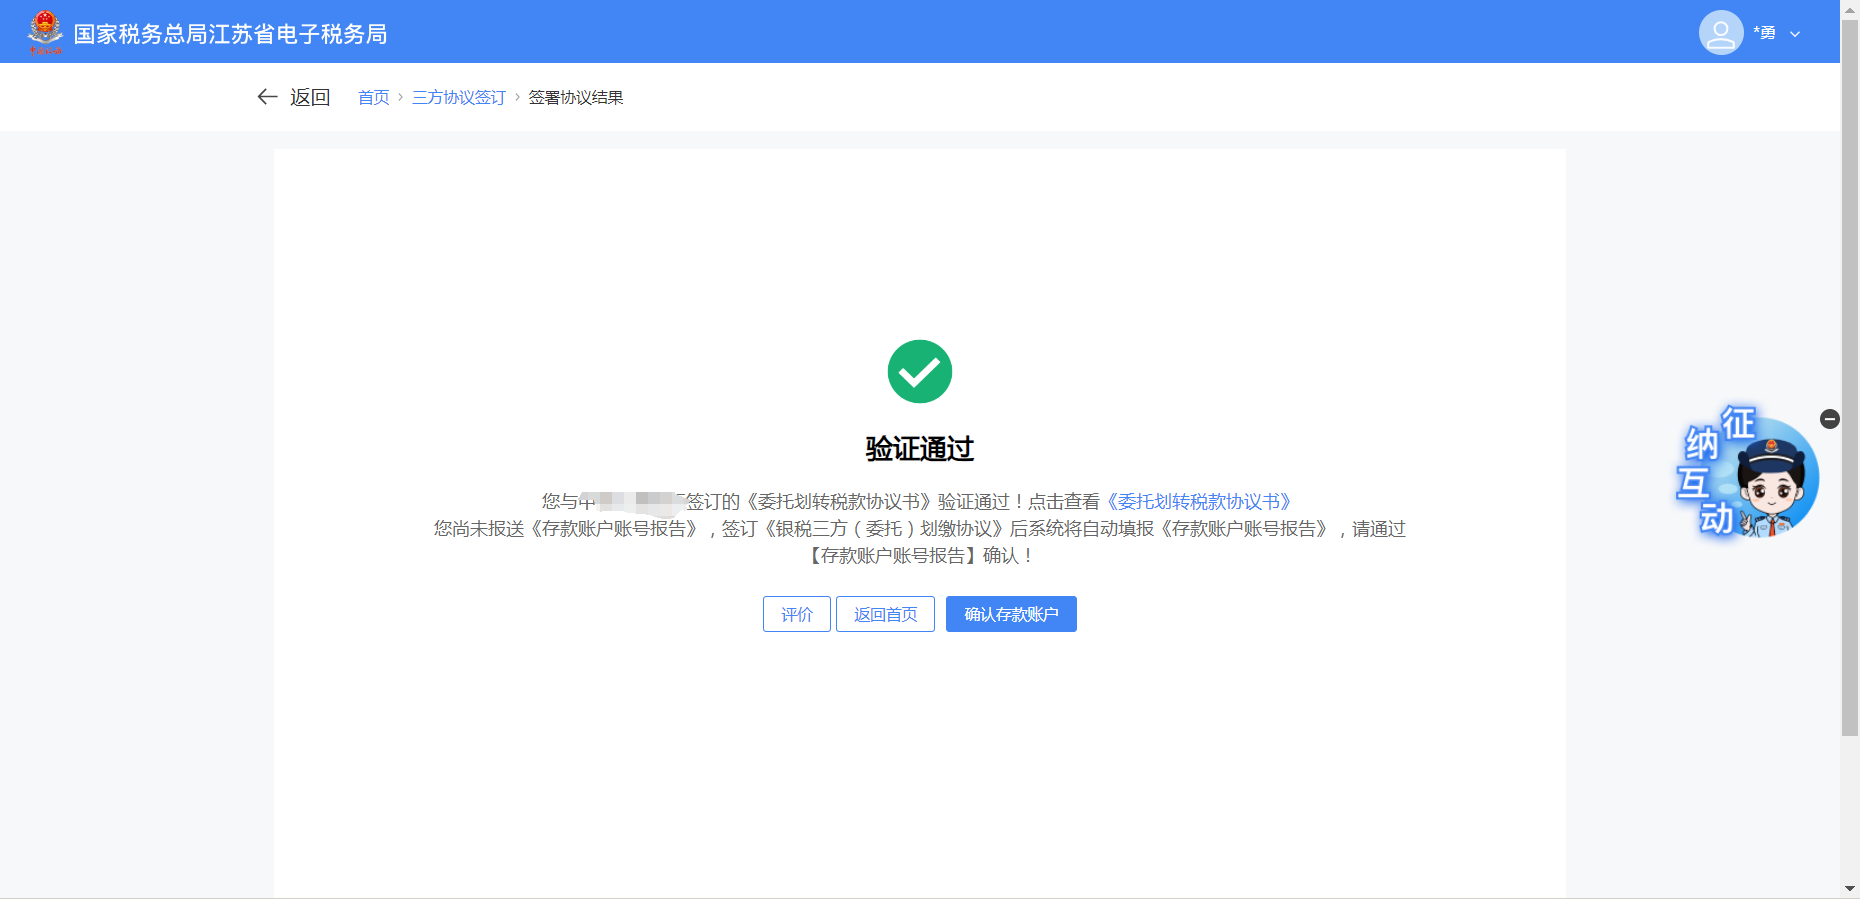 国家税务总局江苏省电子税务局
*勇
返回 首页 > 三方协议签订 > 签署协议结果
验证通过
您与中 签订的《委托划转税款协议书》验证通过！点击查看《委托划转税款协议书》
您尚未报送《存款账户账号报告》，签订《银税三方（委托）划缴协议》后系统将自动填报《存款账户账号报告》，请通过
【存款账户账号报告】确认！
评价 返回首页 确认存款账户
征纳互动